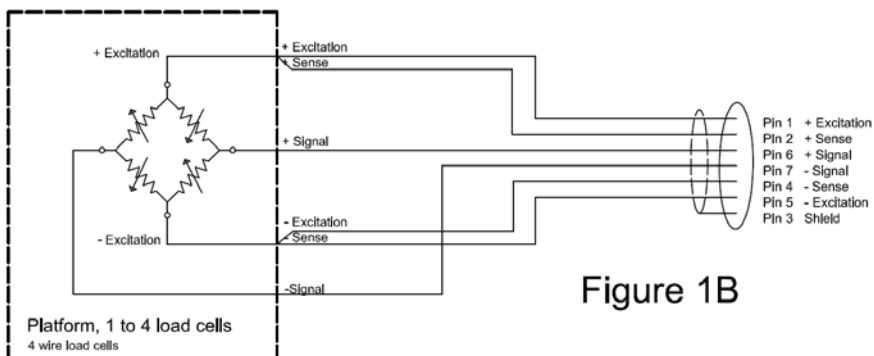 + Excitation
+ Excitation
+ Sense
+ Signal
- Excitation
- Sense
- Excitation
-Signal
Platform, 1 to 4 load cells
4 wire load cells
Pin 1 + Excitation
Pin 2 + Sense
Pin 6 + Signal
Pin 7 - Signal
Pin 4 - Sense
Pin 5 - Excitation
Pin 3 Shield
Figure 1B